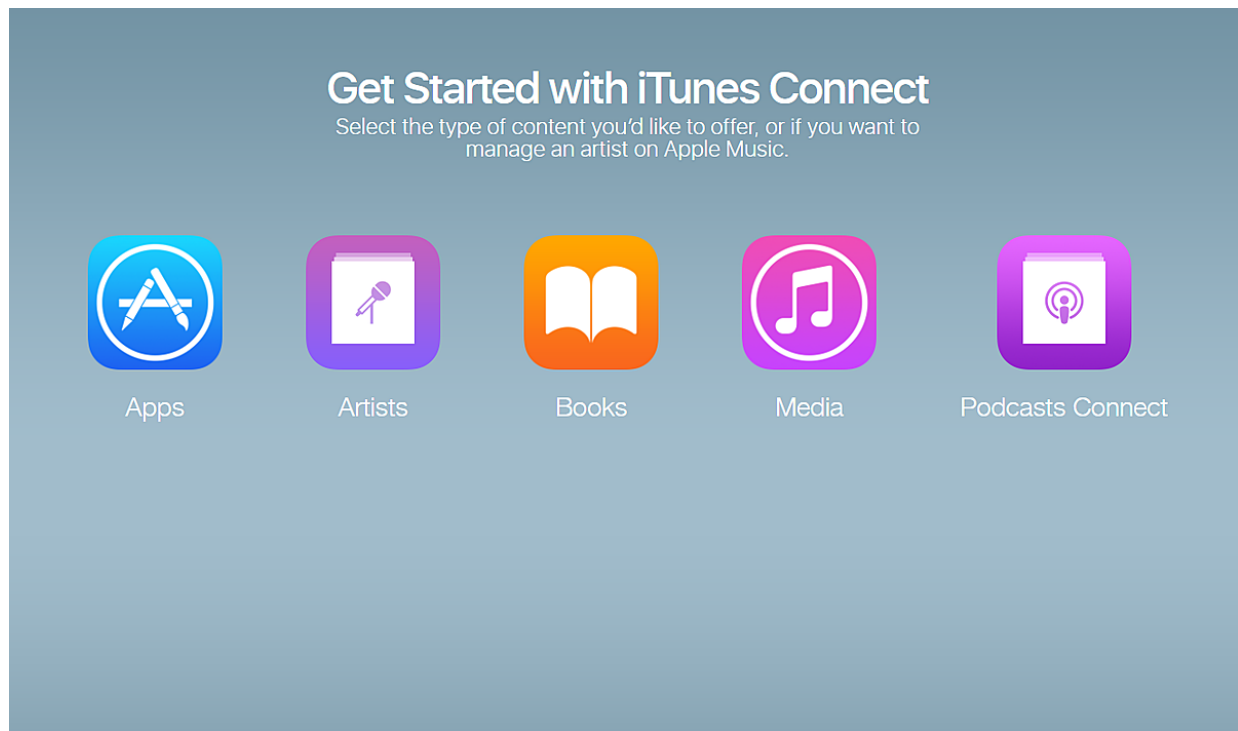 Get Started with iTunes Connect
Select the type of content you'd like to offer, or if you want to
manage an artist on Apple Music.
Apps
Artists
Books
Media
Podcasts Connect